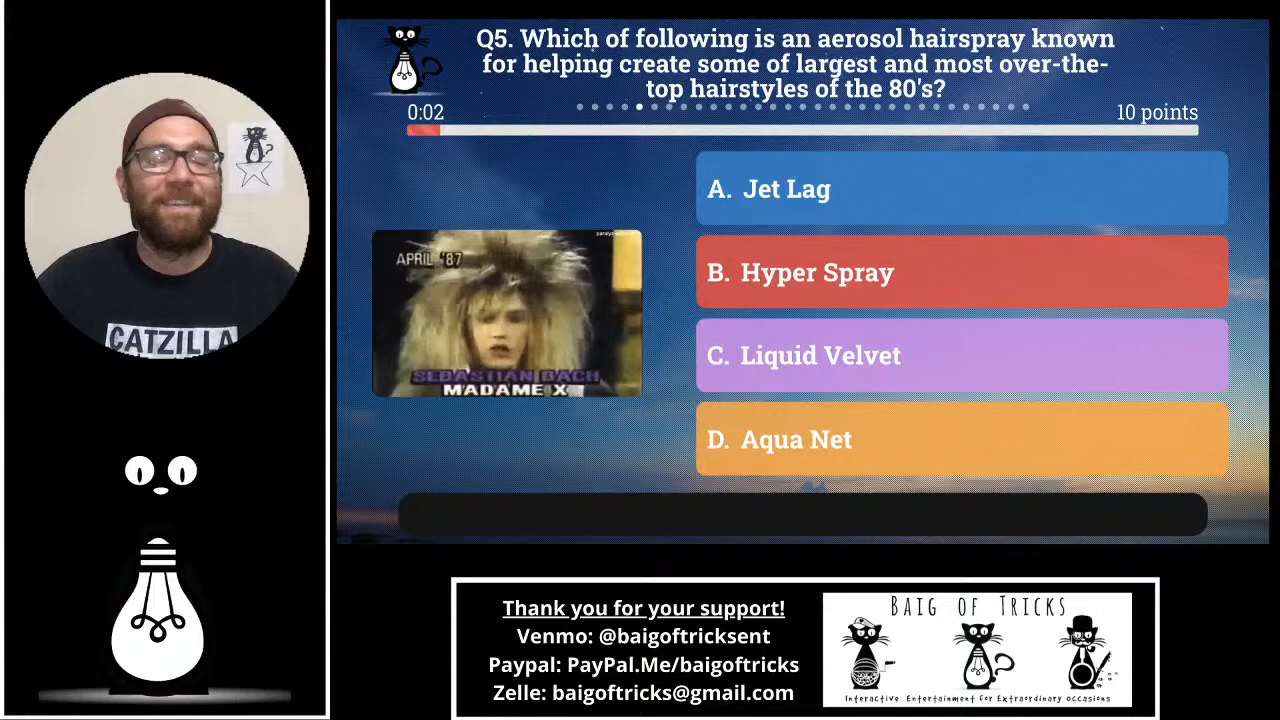 Q5. Which of following is an aerosol hairspray known
for helping create some of largest and most over-the-
top hairstyles of the 80's?
0:02
10 points
A. Jet Lag
B. Hyper Spray
C. Liquid Velvet
D. Aqua Net
APRIL '87
SEBASTIAN BACH
MADAME X
CATZILLA
Thank you for your support!
Venmo: @baigoftricksent
Paypal: PayPal.Me/baigoftricks
Zelle: baigoftricks@gmail.com
BAIG OF TRICKS
Interactive Entertainment for Extraordinary occasions